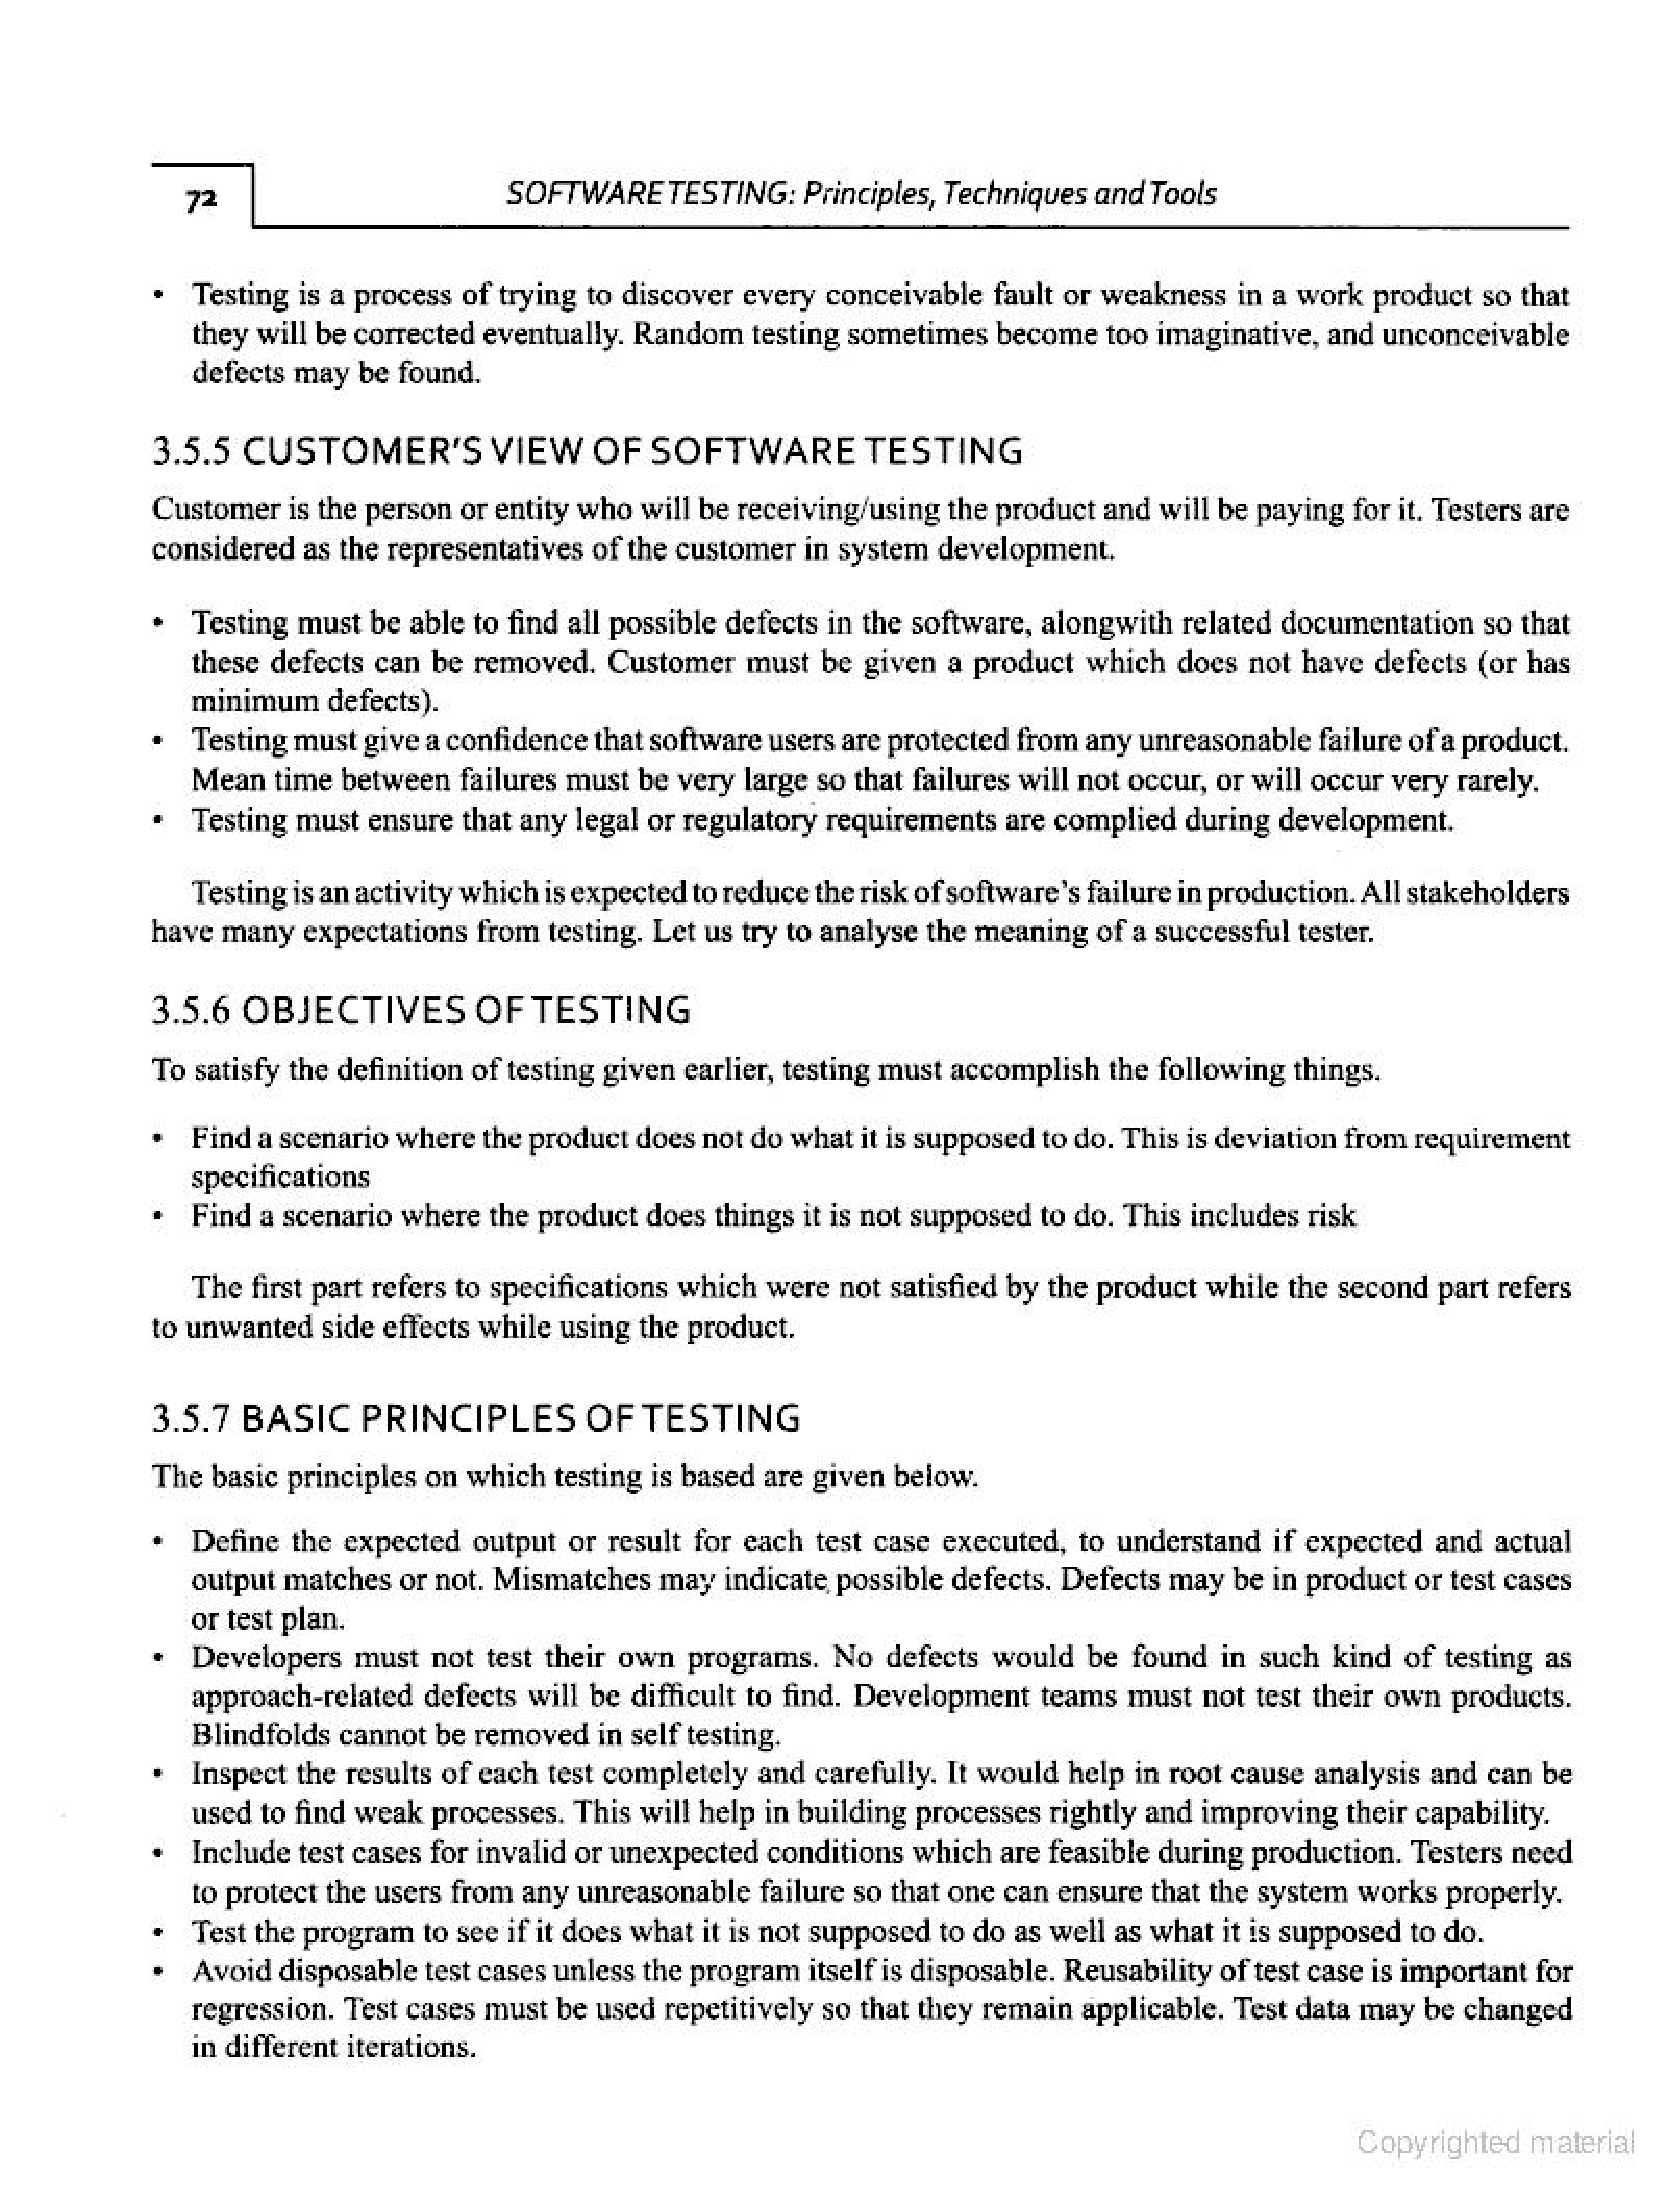 72
SOFTWARE TESTING: Principles, Techniques and Tools
• Testing is a process of trying to discover every conceivable fault or weakness in a work product so that
they will be corrected eventually. Random testing sometimes become too imaginative, and unconceivable
defects may be found.
3.5.5 CUSTOMER'S VIEW OF SOFTWARE TESTING
Customer is the person or entity who will be receiving/using the product and will be paying for it. Testers are
considered as the representatives of the customer in system development.
• Testing must be able to find all possible defects in the software, alongwith related documentation so that
these defects can be removed. Customer must be given a product which does not have defects (or has
minimum defects).
• Testing must give a confidence that software users are protected from any unreasonable failure of a product.
Mean time between failures must be very large so that failures will not occur, or will occur very rarely.
• Testing must ensure that any legal or regulatory requirements are complied during development.
Testing is an activity which is expected to reduce the risk of software's failure in production. All stakeholders
have many expectations from testing. Let us try to analyse the meaning of a successful tester.
3.5.6 OBJECTIVES OF TESTING
To satisfy the definition of testing given earlier, testing must accomplish the following things.
• Find a scenario where the product does not do what it is supposed to do. This is deviation from requirement
specifications
• Find a scenario where the product does things it is not supposed to do. This includes risk
The first part refers to specifications which were not satisfied by the product while the second part refers
to unwanted side effects while using the product.
3.5.7 BASIC PRINCIPLES OF TESTING
The basic principles on which testing is based are given below.
• Define the expected output or result for each test case executed, to understand if expected and actual
output matches or not. Mismatches may indicate possible defects. Defects may be in product or test cases
or test plan.
• Developers must not test their own programs. No defects would be found in such kind of testing as
approach-related defects will be difficult to find. Development teams must not test their own products.
Blindfolds cannot be removed in self testing.
• Inspect the results of each test completely and carefully. It would help in root cause analysis and can be
used to find weak processes. This will help in building processes rightly and improving their capability.
• Include test cases for invalid or unexpected conditions which are feasible during production. Testers need
to protect the users from any unreasonable failure so that one can ensure that the system works properly.
• Test the program to see if it does what it is not supposed to do as well as what it is supposed to do.
• Avoid disposable test cases unless the program itself is disposable. Reusability of test case is important for
regression. Test cases must be used repetitively so that they remain applicable. Test data may be changed
in different iterations.
Copyrighted material